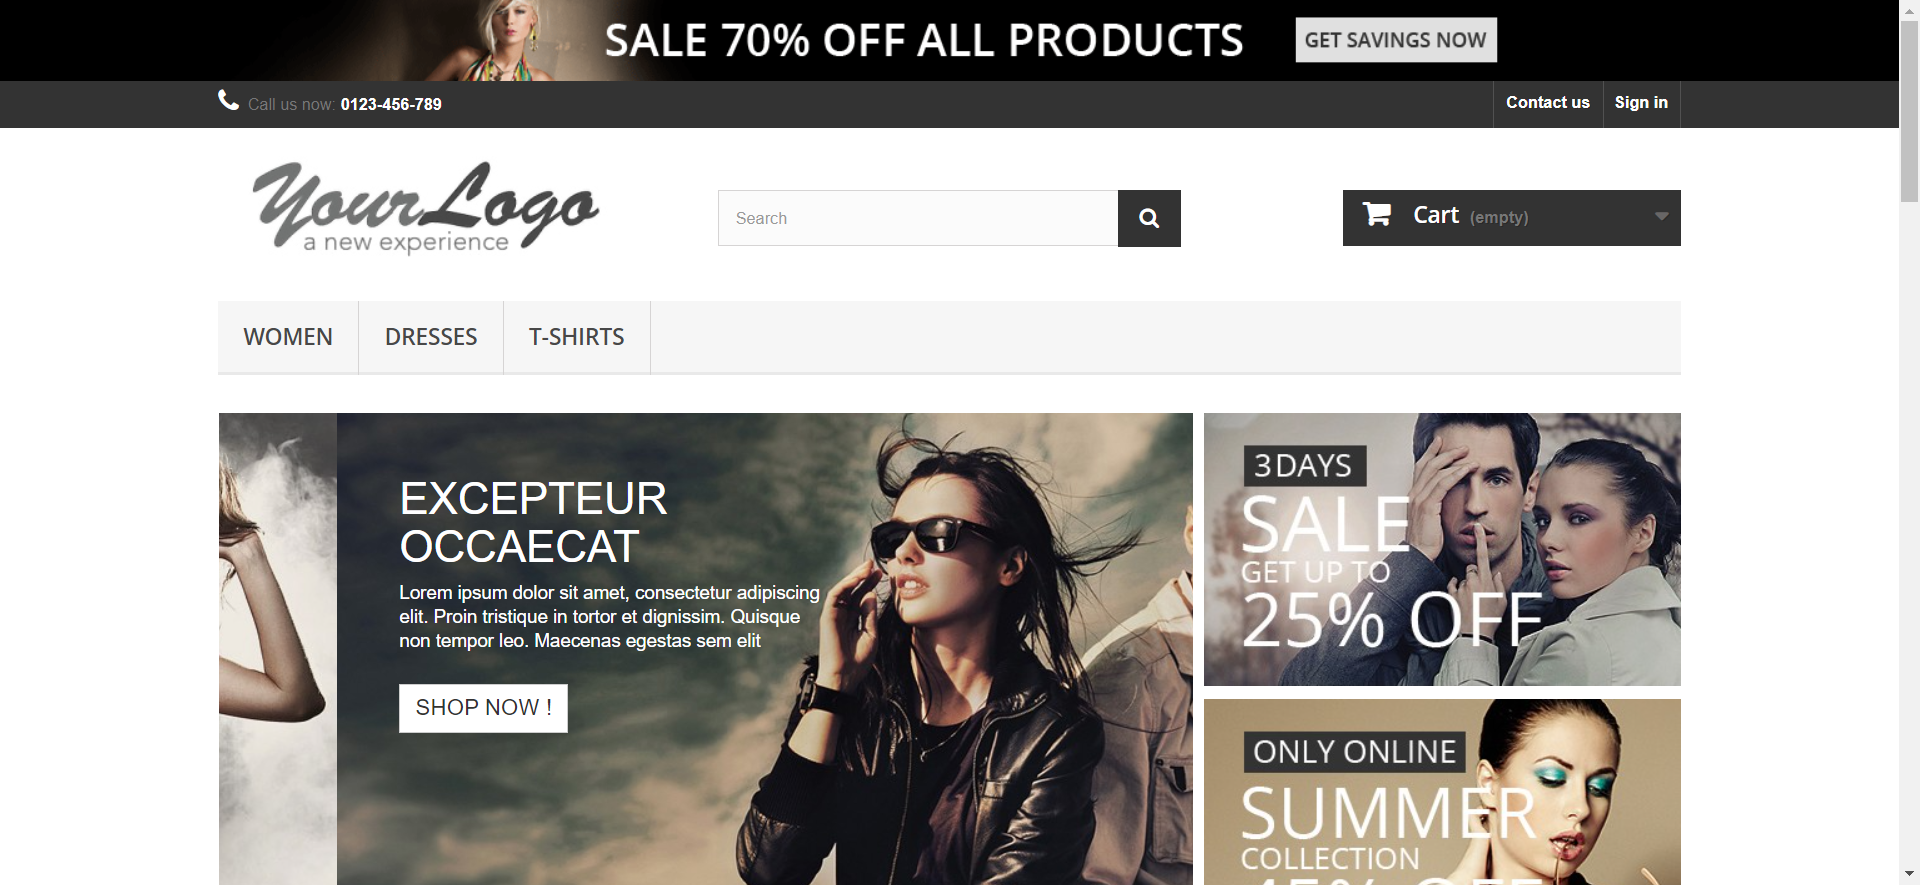 SALE 70% OFF ALL PRODUCTS GET SAVINGS NOW
Call us now: 0123-456-789
Contact us
Sign in
YourLogo
a new experience
Search
Cart (empty)
WOMEN
DRESSES
T-SHIRTS
EXCEPTEUR
OCCAECAT
Lorem ipsum dolor sit amet, consectetur adipiscing
elit. Proin tristique in tortor et dignissim. Quisque
non tempor leo. Maecenas egestas sem elit
SHOP NOW !
3 DAYS
SALE
GET UP TO
25% OFF
ONLY ONLINE
SUMMER
COLLECTION
45% OFF